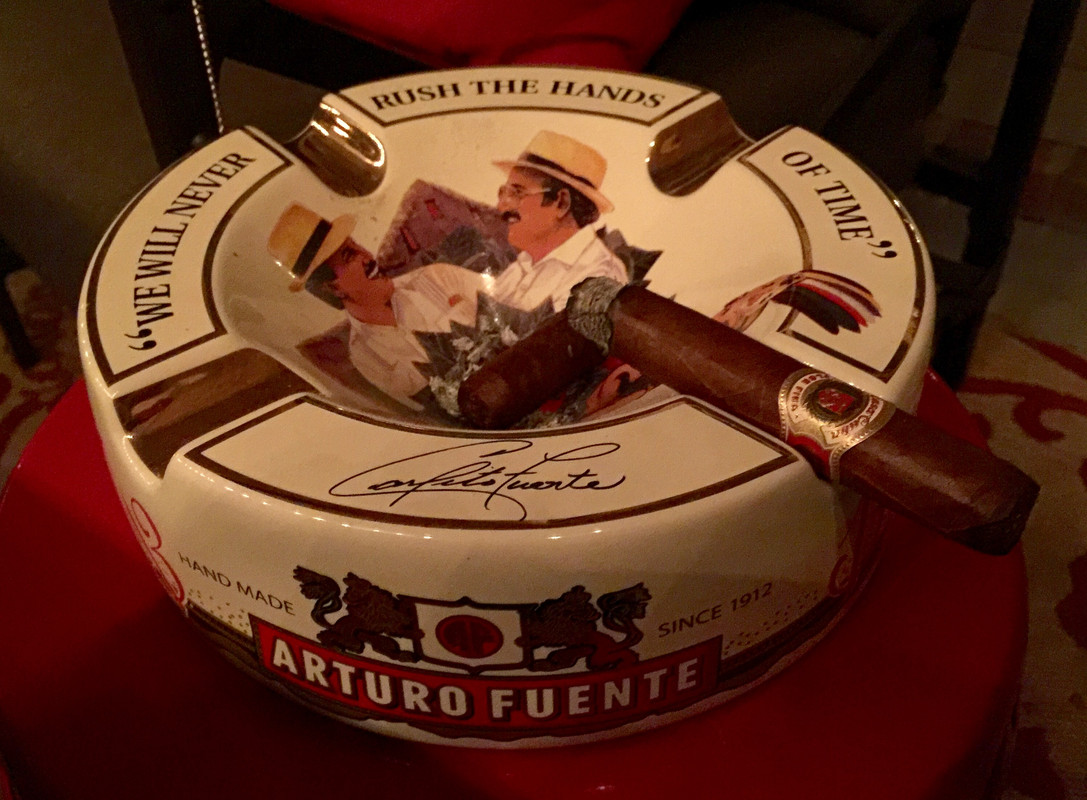 “WE WILL NEVER
RUSH THE HANDS
OF TIME”
Carlito Fuente
HAND MADE
SINCE 1912
ARTURO FUENTE